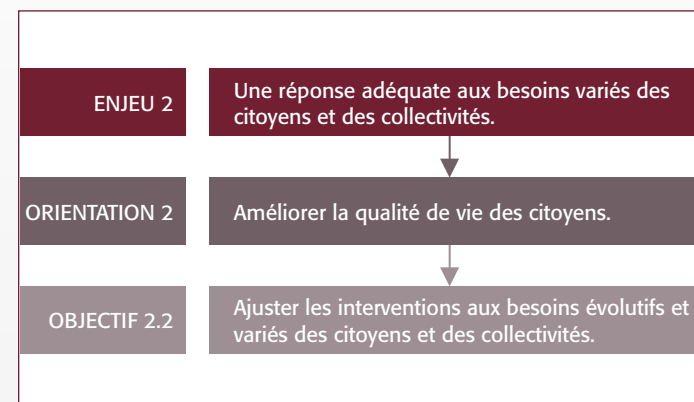 ENJEU 2
Une réponse adéquate aux besoins variés des
citoyens et des collectivités.
ORIENTATION 2
Améliorer la qualité de vie des citoyens.
OBJECTIF 2.2
Ajuster les interventions aux besoins évolutifs et
variés des citoyens et des collectivités.